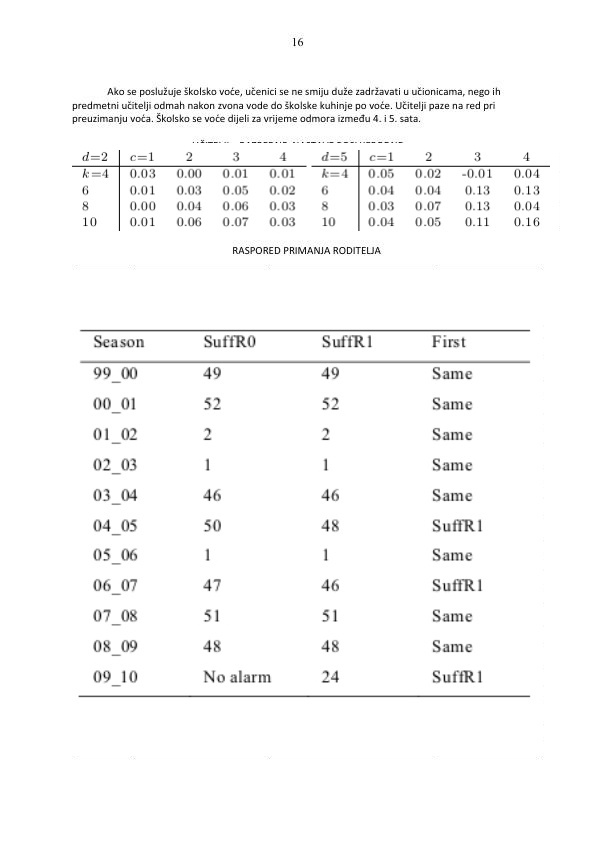 16
Ako se poslužuje školsko voće, učenici se ne smiju duže zadržavati u učionicama, nego ih
predmetni učitelji odmah nakon zvona vode do školske kuhinje po voće. Učitelji paze na red pri
preuzimanju voća. Školsko se voće dijeli za vrijeme odmora između 4. i 5. sata.
d=2 c=1 2 3 4 d=5 c=1 2 3 4
k=4 0.03 0.00 0.01 0.01 k=4 0.05 0.02 -0.01 0.04
6 0.01 0.03 0.05 0.02 6 0.04 0.04 0.13 0.13
8 0.00 0.04 0.06 0.03 8 0.03 0.07 0.13 0.04
10 0.01 0.06 0.07 0.03 10 0.04 0.05 0.11 0.16
RASPORED PRIMANJA RODITELJA
Season SuffR0 SuffR1 First
99_00 49 49 Same
00_01 52 52 Same
01_02 2 2 Same
02_03 1 1 Same
03_04 46 46 Same
04_05 50 48 SuffR1
05_06 1 1 Same
06_07 47 46 SuffR1
07_08 51 51 Same
08_09 48 48 Same
09_10 No alarm 24 SuffR1